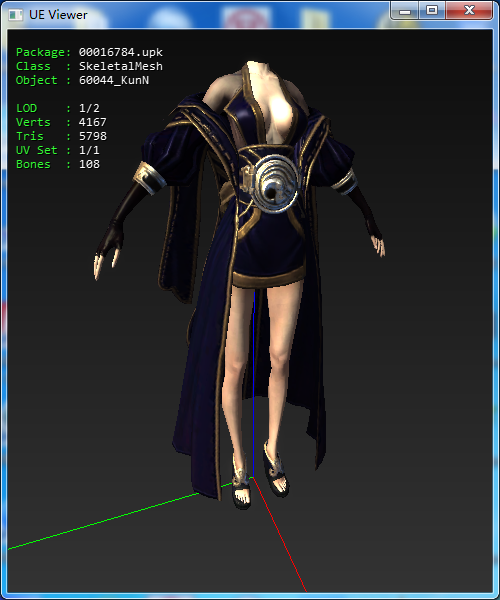 UE Viewer
Package: 00016784.upk
Class : SkeletalMesh
Object : 60044_KunN
LOD : 1/2
Verts : 4167
Tris : 5798
UV Set : 1/1
Bones : 108